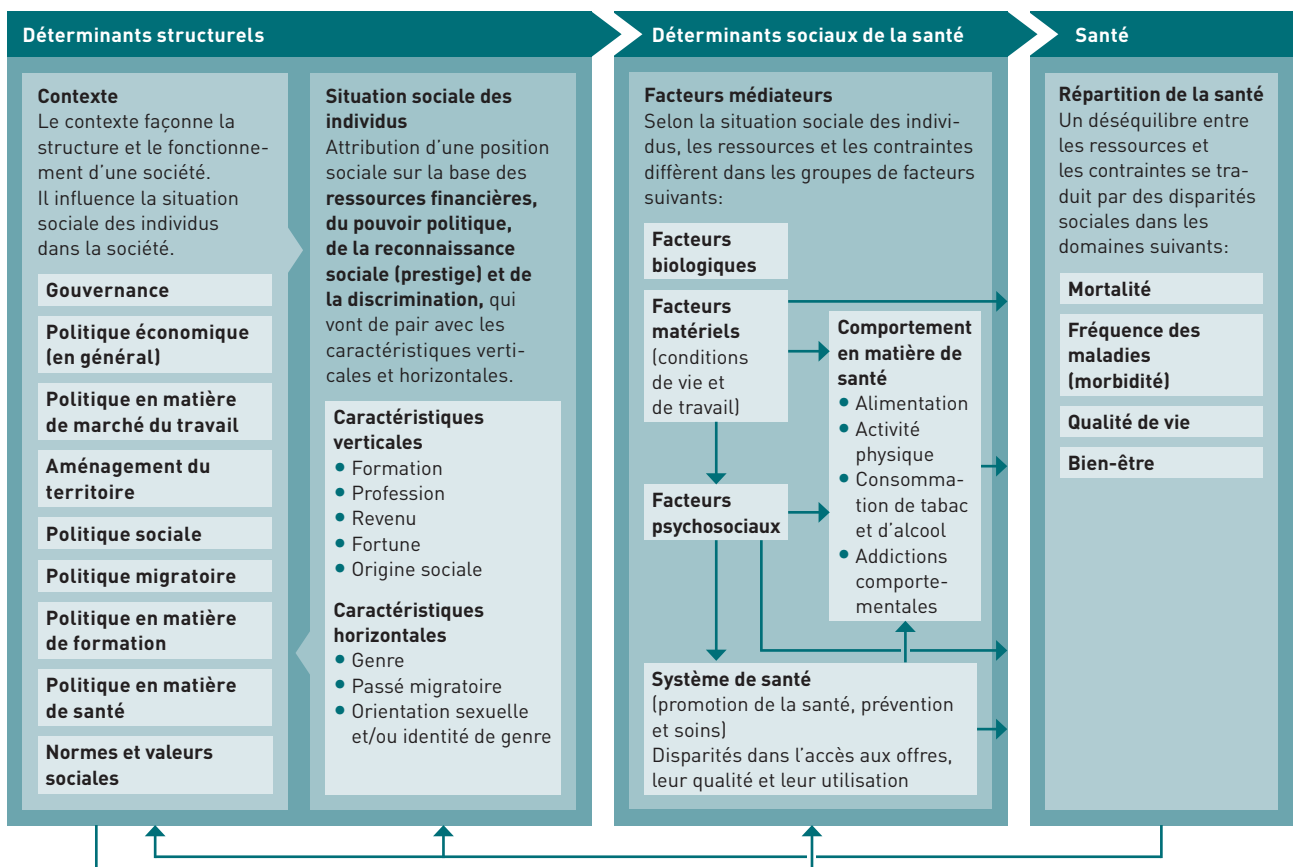 Déterminants structurels
Déterminants sociaux de la santé
Santé
Contexte
Le contexte façonne la
structure et le fonctionne-
ment d'une société.
Il influence la situation
sociale des individus
dans la société.
Gouvernance
Politique économique
(en général)
Politique en matière
de marché du travail
Aménagement du
territoire
Politique sociale
Politique migratoire
Politique en matière
de formation
Politique en matière
de santé
Normes et valeurs
sociales
Situation sociale des
individus
Attribution d'une position
sociale sur la base des
ressources financières,
du pouvoir politique,
de la reconnaissance
sociale (prestige) et de
la discrimination, qui
vont de pair avec les
caractéristiques verti-
cales et horizontales.
Caractéristiques
verticales
• Formation
• Profession
• Revenu
• Fortune
• Origine sociale
Caractéristiques
horizontales
• Genre
• Passé migratoire
• Orientation sexuelle
et/ou identité de genre
Facteurs médiateurs
Selon la situation sociale des indivi-
dus, les ressources et les contraintes
diffèrent dans les groupes de facteurs
suivants:
Facteurs
biologiques
Facteurs
matériels
(conditions
de vie et
de travail)
Facteurs
psychosociaux
Comportement
en matière de
santé
• Alimentation
• Activité
physique
• Consomma-
tion de tabac
et d'alcool
• Addictions
comporte-
mentales
Système de santé
(promotion de la santé, prévention
et soins)
Disparités dans l'accès aux offres,
leur qualité et leur utilisation
Répartition de la santé
Un déséquilibre entre
les ressources et
les contraintes se tra-
duit par des disparités
sociales dans les
domaines suivants:
Mortalité
Fréquence des
maladies
(morbidité)
Qualité de vie
Bien-être